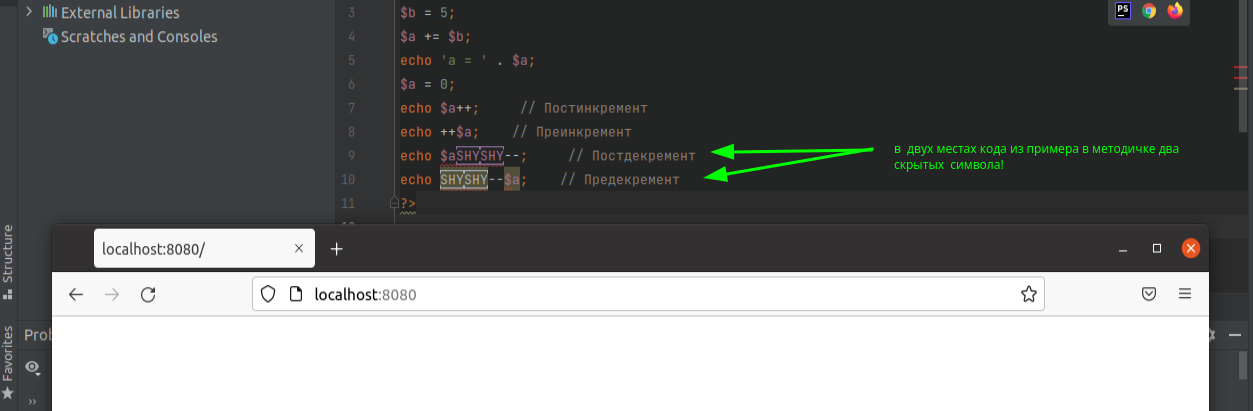 External Libraries
Scratches and Consoles
3 $b = 5;
4 $a += $b;
5 echo 'a = ' . $a;
6 $a = 0;
7 echo $a++; // Постинкремент
8 echo ++$a; // Преинкремент
9 echo $aSHYSHY--; // Постдекремент
10 echo SHYSHY--$a; // Предекремент
11 ?>
PS
в двух местах кода из примера в методичке два
скрытых символа!
Structure
Favorites
Prob
localhost:8080/
localhost:8080